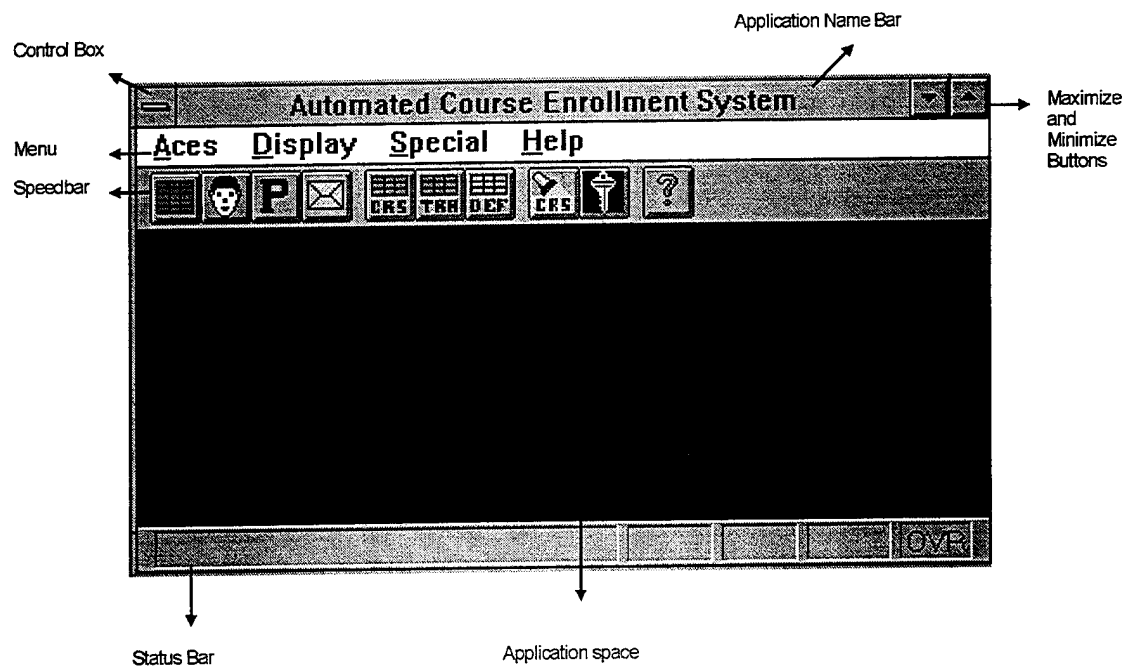 Application Name Bar
Control Box
Automated Course Enrollment System
Maximize
and
Minimize
Buttons
Menu
Aces Display Special Help
Speedbar
P CRS TRN DEF CRS ?
OVR
Status Bar
Application space